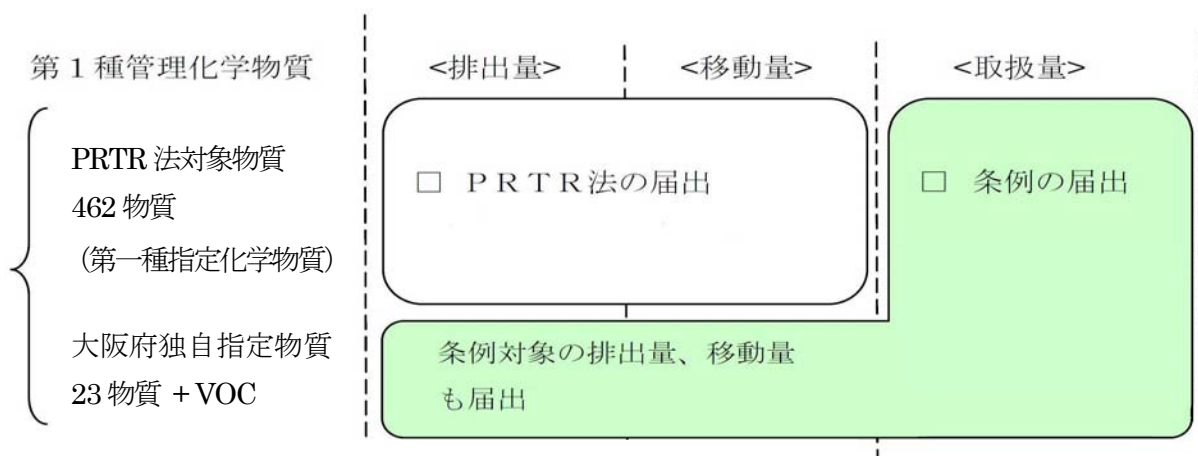 第１種管理化学物質
<排出量>
<移動量>
<取扱量>
PRTR 法対象物質
462 物質
（第一種指定化学物質）
□ ＰＲＴＲ法の届出
□ 条例の届出
大阪府独自指定物質
23 物質 ＋VOC
条例対象の排出量、移動量
も届出